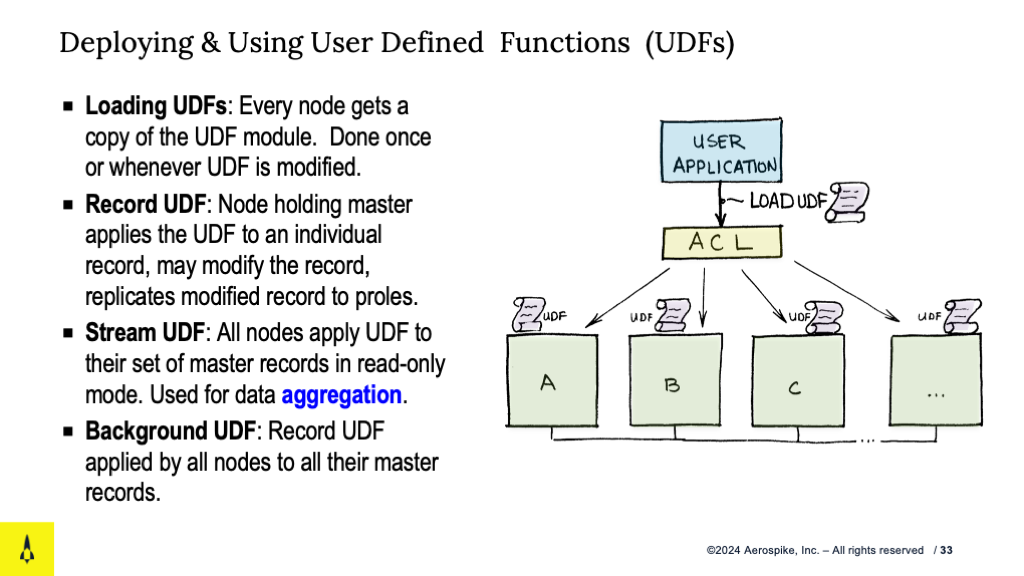 Deploying & Using User Defined Functions (UDFs)
▪ Loading UDFs: Every node gets a
copy of the UDF module. Done once
or whenever UDF is modified.
▪ Record UDF: Node holding master
applies the UDF to an individual
record, may modify the record,
replicates modified record to proles.
▪ Stream UDF: All nodes apply UDF to
their set of master records in read-only
mode. Used for data aggregation.
▪ Background UDF: Record UDF
applied by all nodes to all their master
records.
USER
APPLICATION
LOAD UDF
ACL
UDF
UDF
UDF
UDF
A
B
C
...
...
©2024 Aerospike, Inc. – All rights reserved / 33